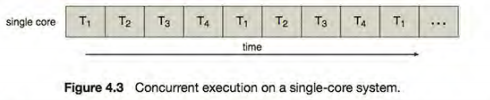 single core T1 T2 T3 T4 T1 T2 T3 T4 T1 ...
time
Figure 4.3 Concurrent execution on a single-core system.